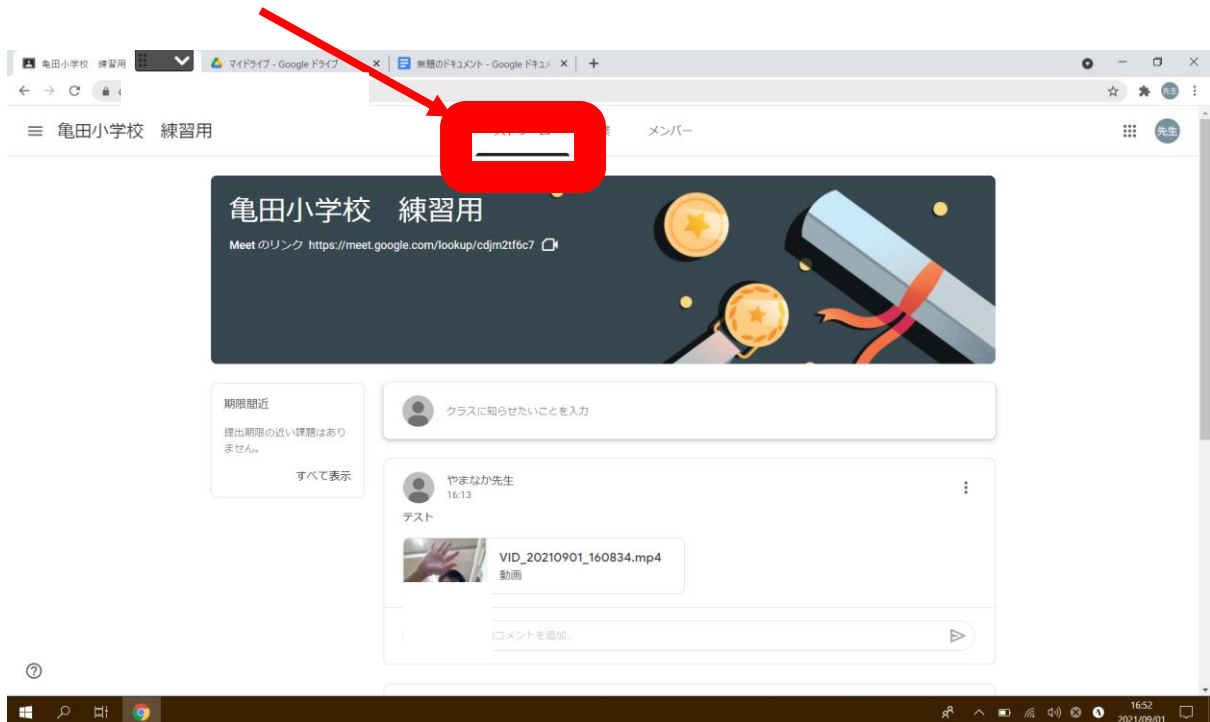 亀田小学校 練習用
マイドライブ - Google ドライブ
無題のドキュメント - Google ドキュメ
亀田小学校 練習用
メンバー
先生
亀田小学校 練習用
Meet のリンク https://meet.google.com/lookup/cdjm2tf6c7
期限間近
提出期限の近い課題はあり
ません。
すべて表示
クラスに知らせたいことを入力
やまなか先生
16:13
テスト
VID_20210901_160834.mp4
動画
コメントを追加...
16:52
2021/09/01